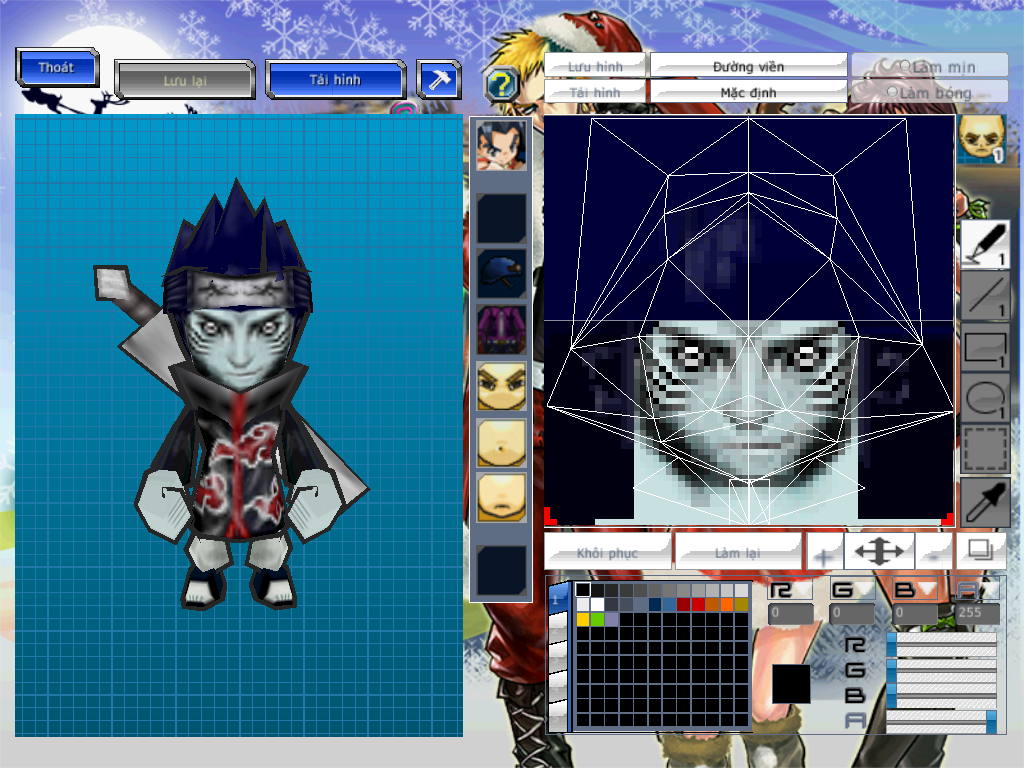 Thoát
Lưu lại
Tải hình
?
Lưu hình
Đường viền
Làm mịn
Tải hình
Mặc định
Làm bóng
1
1
1
1
1
Khôi phục
Làm lại
+
-
1
R G B A
0 0 0 255
R
G
B
A